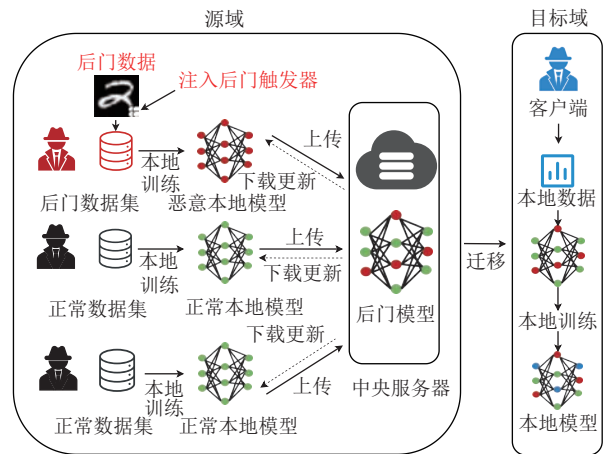 源域
目标域
后门数据
注入后门触发器
客户端
本地
训练
上传
下载更新
后门数据集
恶意本地模型
本地数据
本地
训练
上传
下载更新
迁移
正常数据集
正常本地模型
后门模型
本地训练
下载更新
本地
训练
上传
中央服务器
正常数据集
正常本地模型
本地模型